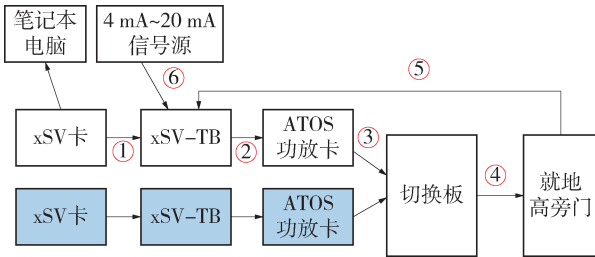 笔记本
电脑
4 mA~20 mA
信号源
⑥
⑤
xSV卡
①
xSV-TB
②
ATOS
功放卡
③
切换板
④
就地
高旁门
xSV卡
xSV-TB
ATOS
功放卡